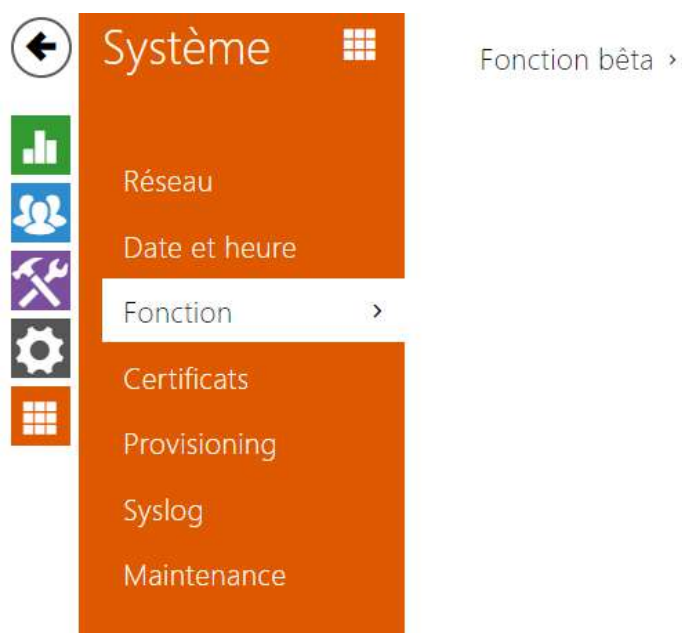 Système
Fonction bêta ›
Réseau
Date et heure
Fonction ›
Certificats
Provisioning
Syslog
Maintenance